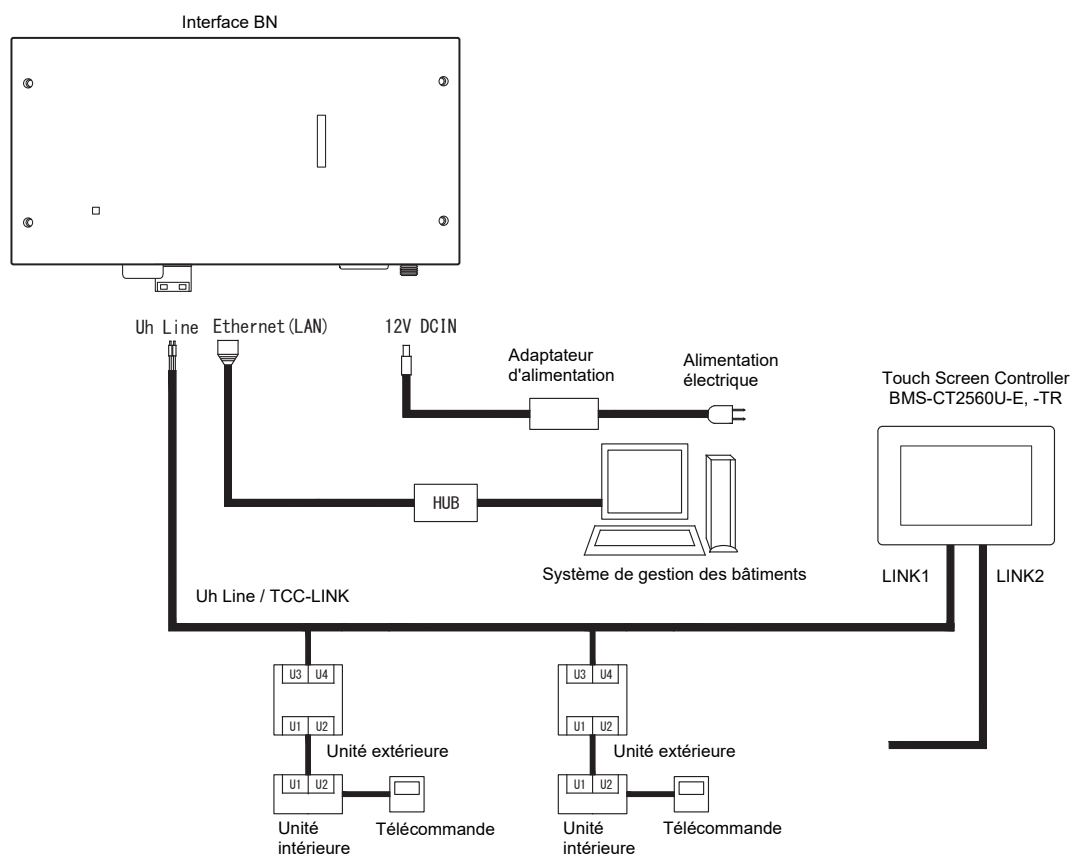 Interface BN
Uh Line
Ethernet(LAN)
12V DCIN
Adaptateur
d'alimentation
Alimentation
électrique
Touch Screen Controller
BMS-CT2560U-E, -TR
HUB
Système de gestion des bâtiments
LINK1
LINK2
Uh Line / TCC-LINK
U3 U4
U1 U2
Unité extérieure
U1 U2
Unité
intérieure
Télécommande
U3 U4
U1 U2
Unité extérieure
U1 U2
Unité
intérieure
Télécommande